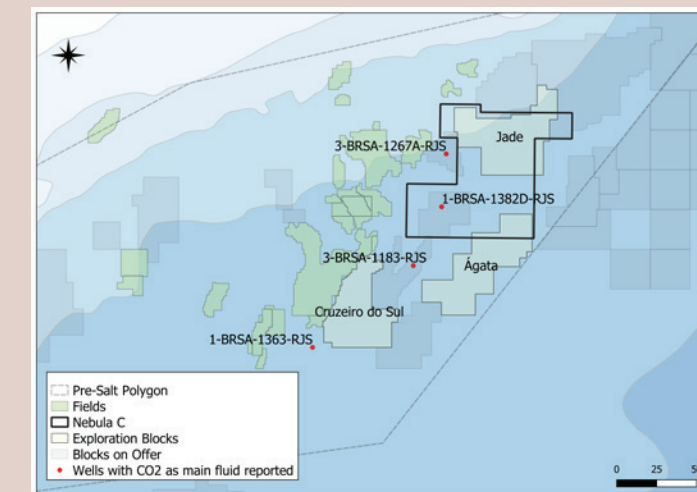 Jade
3-BRSA-1267A-RJS
1-BRSA-1382D-RJS
3-BRSA-1183-RJS
Ágata
Cruzeiro do Sul
1-BRSA-1363-RJS
Pre-Salt Polygon
Fields
Nebula C
Exploration Blocks
Blocks on Offer
Wells with CO2 as main fluid reported
0 25